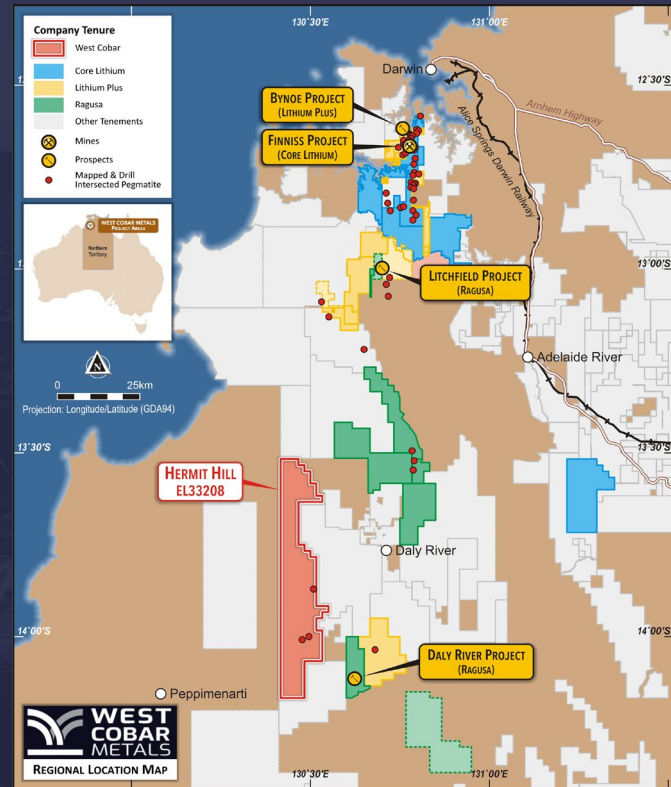 Company Tenure
West Cobar
Core Lithium
Lithium Plus
Ragusa
Other Tenements
Mines
Prospects
Mapped & Drill
Intersected Pegmatite
WEST COBAR METALS
PROJECT AREAS
Northern
Territory
N
0 25km
Projection: Longitude/Latitude (GDA94)
130°30'E
131°00'E
12°30'S
12°30'S
Darwin
Arnhem Highway
Alice Springs Darwin Railway
BYNOE PROJECT
(LITHIUM PLUS)
FINNISS PROJECT
(CORE LITHIUM)
13°00'S
LITCHFIELD PROJECT
(RAGUSA)
Adelaide River
13°30'S
13°30'S
HERMIT HILL
EL33208
Daly River
14°00'S
14°00'S
DALY RIVER PROJECT
(RAGUSA)
Peppimenarti
WEST
COBAR
METALS
REGIONAL LOCATION MAP
130°30'E
131°00'E